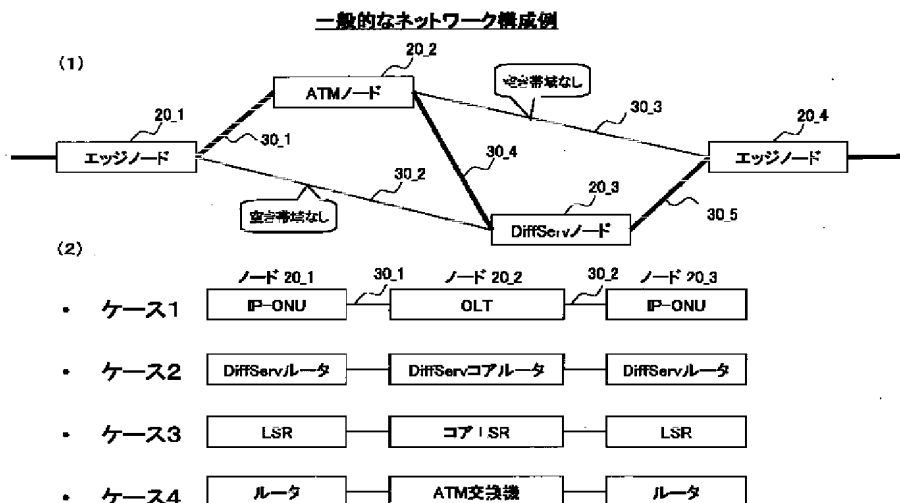 一般的なネットワーク構成例
(1)
20_2
ATMノード
空き帯域なし
20_1
30_1
30_3
20_4
エッジノード
30_4
エッジノード
30_2
20_3
空き帯域なし
DiffServノード
30_5
(2)
ノード 20_1 30_1 ノード 20_2 30_2 ノード 20_3
・ ケース1 IP-ONU OLT IP-ONU
・ ケース2 DiffServルータ DiffServコアルータ DiffServルータ
・ ケース3 LSR コアLSR LSR
・ ケース4 ルータ ATM交換機 ルータ